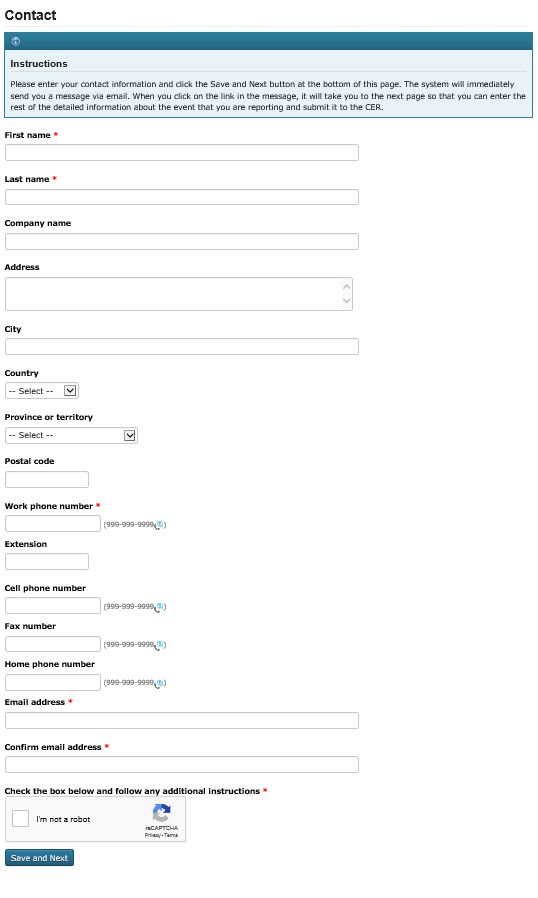 Contact
Instructions
Please enter your contact information and click the Save and Next button at the bottom of this page. The system will immediately
send you a message via email. When you click on the link in the message, it will take you to the next page so that you can enter the
rest of the detailed information about the event that you are reporting and submit it to the CER.
First name *
Last name *
Company name
Address
City
Country
-- Select --
Province or territory
-- Select --
Postal code
Work phone number *
(999-999-9999)
Extension
Cell phone number
(999-999-9999)
Fax number
(999-999-9999)
Home phone number
(999-999-9999)
Email address *
Confirm email address *
Check the box below and follow any additional instructions *
I'm not a robot
reCAPTCHA
Privacy - Terms
Save and Next